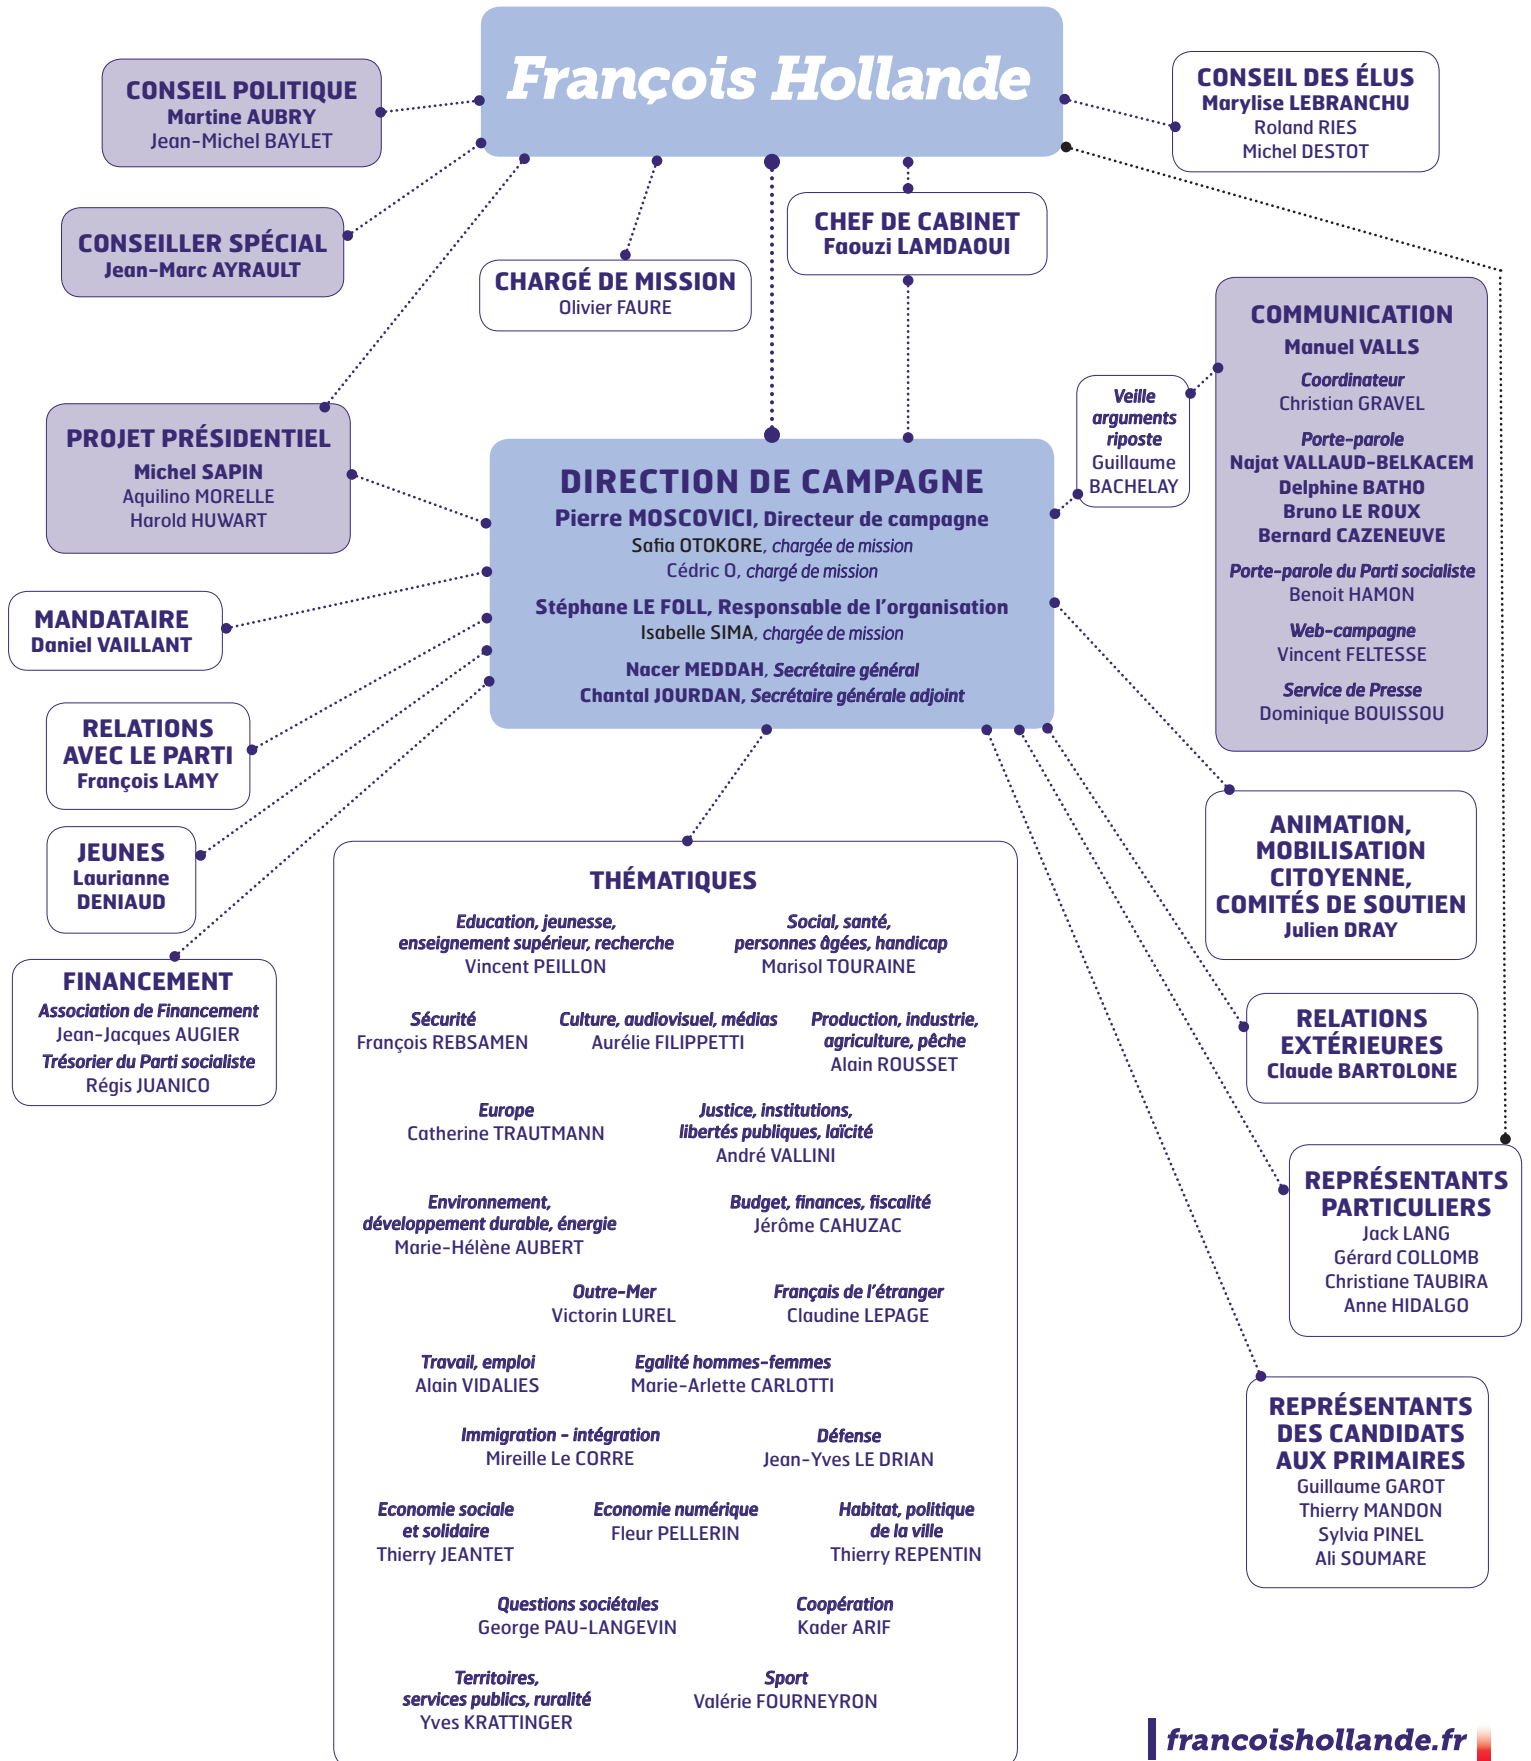 François Hollande
CONSEIL POLITIQUE
Martine AUBRY
Jean-Michel BAYLET
CONSEIL DES ÉLUS
Marylise LEBRANCHU
Roland RIES
Michel DESTOT
CONSEILLER SPÉCIAL
Jean-Marc AYRAULT
CHARGÉ DE MISSION
Olivier FAURE
CHEF DE CABINET
Faouzi LAMDAOUI
PROJET PRÉSIDENTIEL
Michel SAPIN
Aquilino MORELLE
Harold HUWART
Veille
arguments
riposte
Guillaume
BACHELAY
COMMUNICATION
Manuel VALLS
Coordinateur
Christian GRAVEL
Porte-parole
Najat VALLAUD-BELKACEM
Delphine BATHO
Bruno LE ROUX
Bernard CAZENEUVE
Porte-parole du Parti socialiste
Benoit HAMON
Web-campagne
Vincent FELTESSE
Service de Presse
Dominique BOUISSOU
DIRECTION DE CAMPAGNE
Pierre MOSCOVICI, Directeur de campagne
Safia OTOKORE, chargée de mission
Cédric O, chargé de mission
Stéphane LE FOLL, Responsable de l'organisation
Isabelle SIMA, chargée de mission
Nacer MEDDAH, Secrétaire général
Chantal JOURDAN, Secrétaire générale adjoint
MANDATAIRE
Daniel VAILLANT
RELATIONS
AVEC LE PARTI
François LAMY
JEUNES
Laurianne
DENIAUD
FINANCEMENT
Association de Financement
Jean-Jacques AUGIER
Trésorier du Parti socialiste
Régis JUANICO
THÉMATIQUES
Education, jeunesse,
enseignement supérieur, recherche
Vincent PEILLON
Social, santé,
personnes âgées, handicap
Marisol TOURAINE
Sécurité
François REBSAMEN
Culture, audiovisuel, médias
Aurélie FILIPPETTI
Production, industrie,
agriculture, pêche
Alain ROUSSET
Europe
Catherine TRAUTMANN
Justice, institutions,
libertés publiques, laïcité
André VALLINI
Environnement,
développement durable, énergie
Marie-Hélène AUBERT
Budget, finances, fiscalité
Jérôme CAHUZAC
Outre-Mer
Victorin LUREL
Français de l'étranger
Claudine LEPAGE
Travail, emploi
Alain VIDALIES
Egalité hommes-femmes
Marie-Arlette CARLOTTI
Immigration - intégration
Mireille Le CORRE
Défense
Jean-Yves LE DRIAN
Economie sociale
et solidaire
Thierry JEANTET
Economie numérique
Fleur PELLERIN
Habitat, politique
de la ville
Thierry REPENTIN
Questions sociétales
George PAU-LANGEVIN
Coopération
Kader ARIF
Territoires,
services publics, ruralité
Yves KRATTINGER
Sport
Valérie FOURNEYRON
ANIMATION,
MOBILISATION
CITOYENNE,
COMITÉS DE SOUTIEN
Julien DRAY
RELATIONS
EXTÉRIEURES
Claude BARTOLONE
REPRÉSENTANTS
PARTICULIERS
Jack LANG
Gérard COLLOMB
Christiane TAUBIRA
Anne HIDALGO
REPRÉSENTANTS
DES CANDIDATS
AUX PRIMAIRES
Guillaume GAROT
Thierry MANDON
Sylvia PINEL
Ali SOUMARE
francoishollande.fr